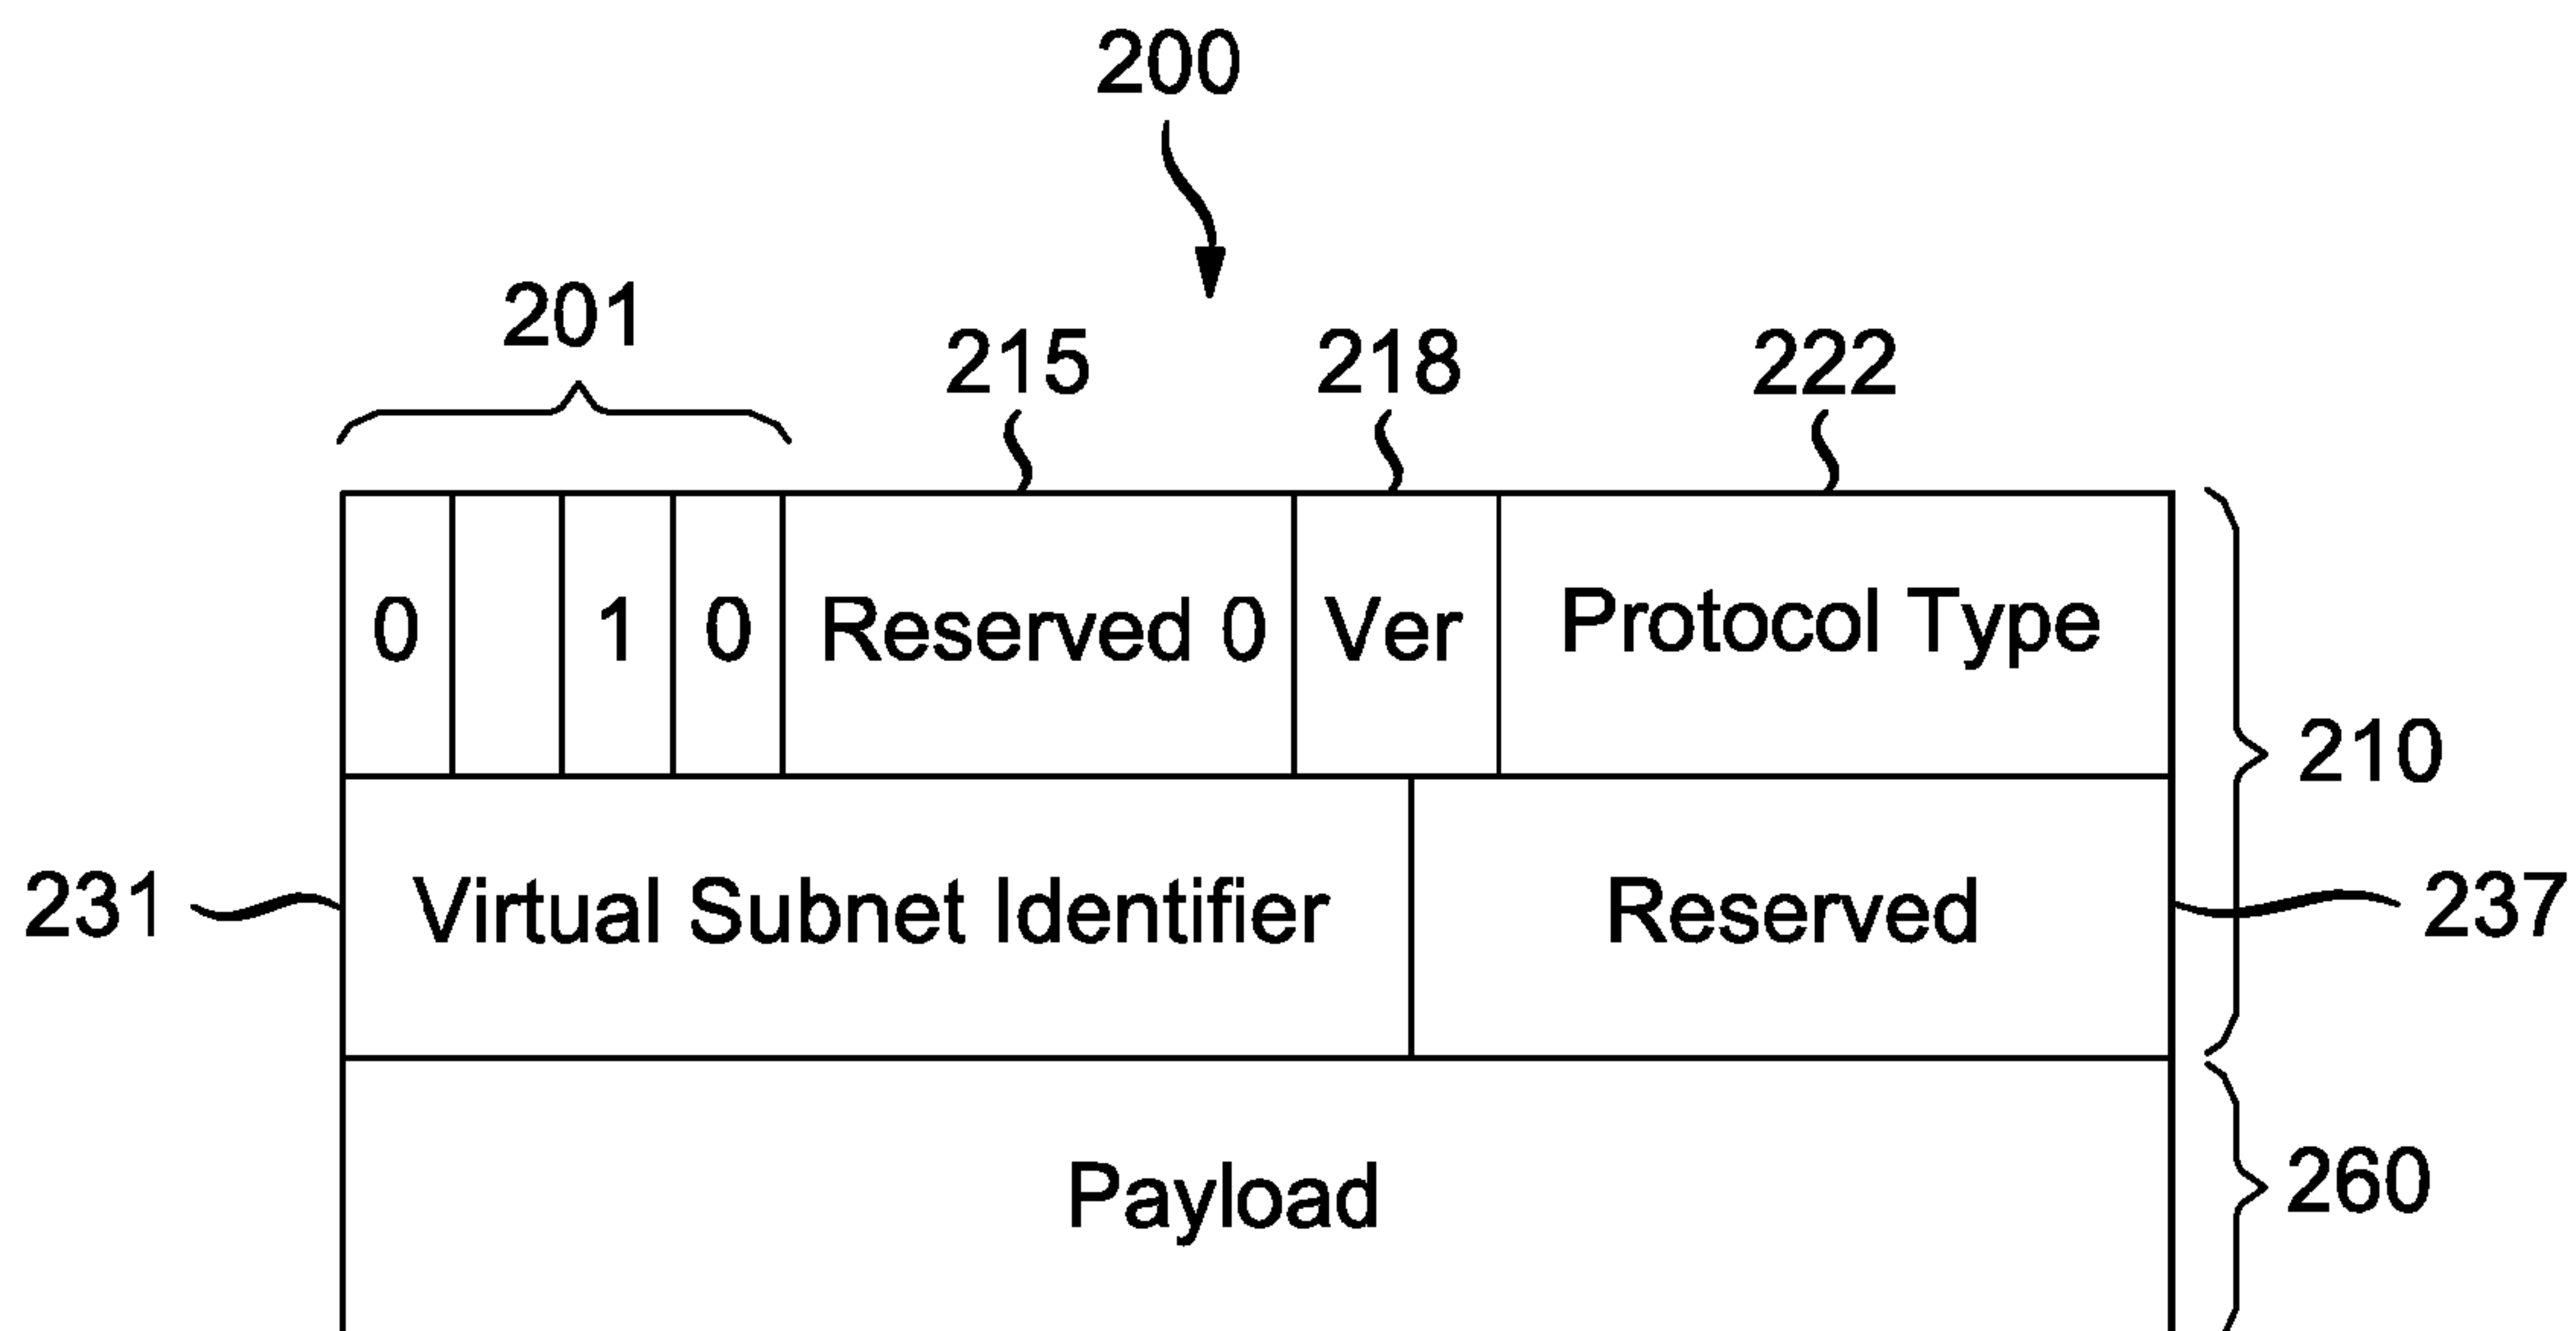 200
201
215 218 222
0 1 0 Reserved 0 Ver Protocol Type
210
231 Virtual Subnet Identifier Reserved 237
Payload 260